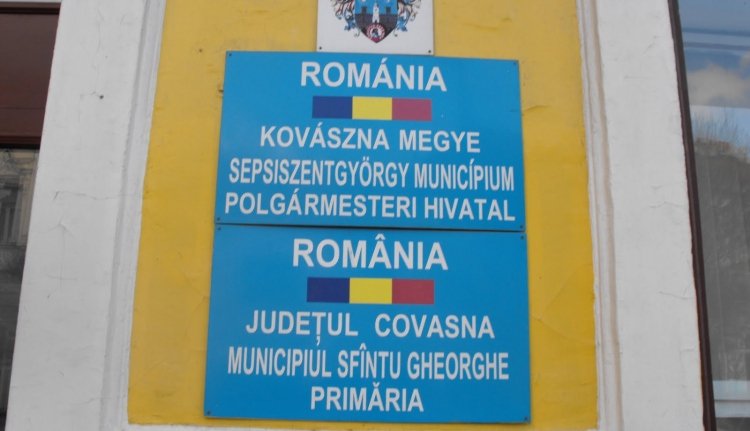 ROMÁNIA
KOVÁSZNA MEGYE
SEPSISZENTGYÖRGY MUNICÍPIUM
POLGÁRMESTERI HIVATAL
ROMÂNIA
JUDEȚUL COVASNA
MUNICIPIUL SFÎNTU GHEORGHE
PRIMĂRIA